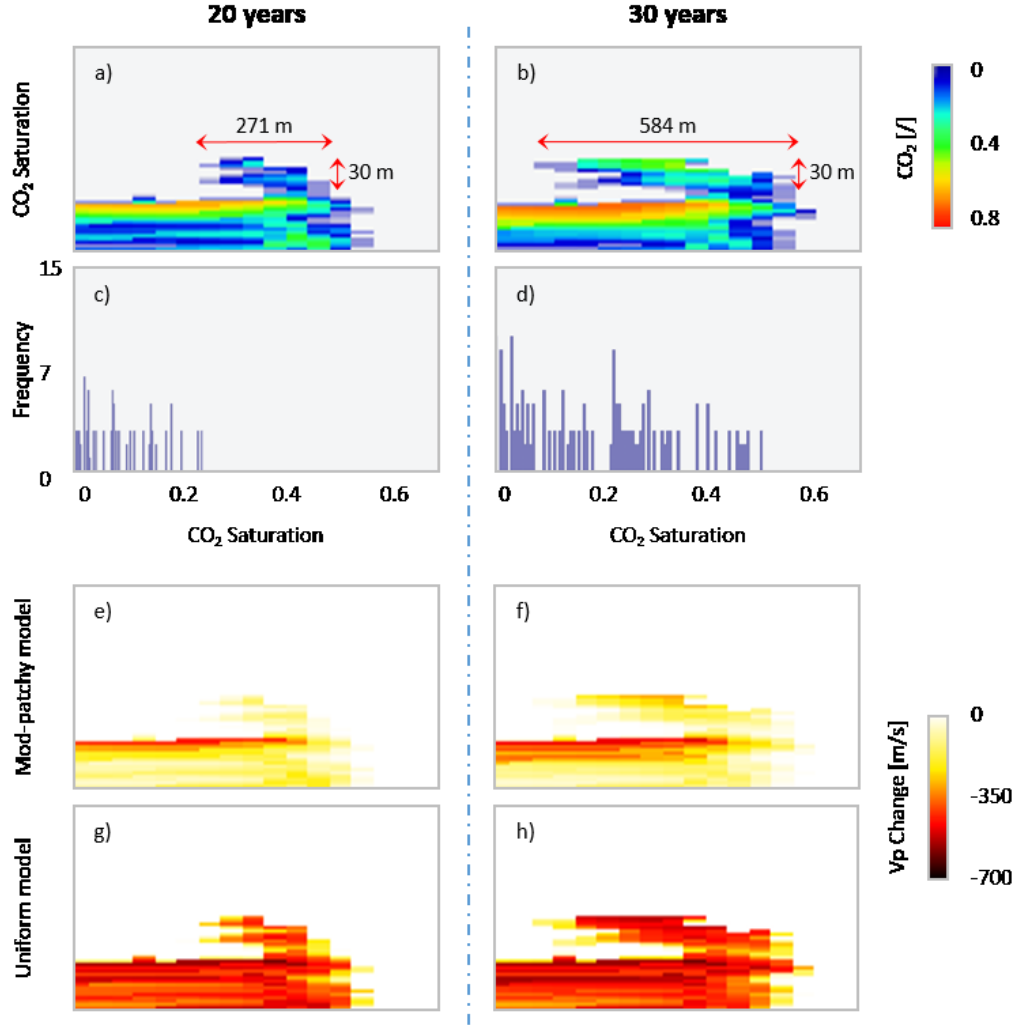 20 years
30 years
CO₂ Saturation
a)
271 m
30 m
b)
584 m
30 m
CO₂ [/]
0
0.4
0.8
Frequency
15
7
0
c)
d)
0 0.2 0.4 0.6
CO₂ Saturation
0 0.2 0.4 0.6
CO₂ Saturation
Mod-patchy model
e)
f)
Uniform model
g)
h)
Vp Change [m/s]
0
-350
-700